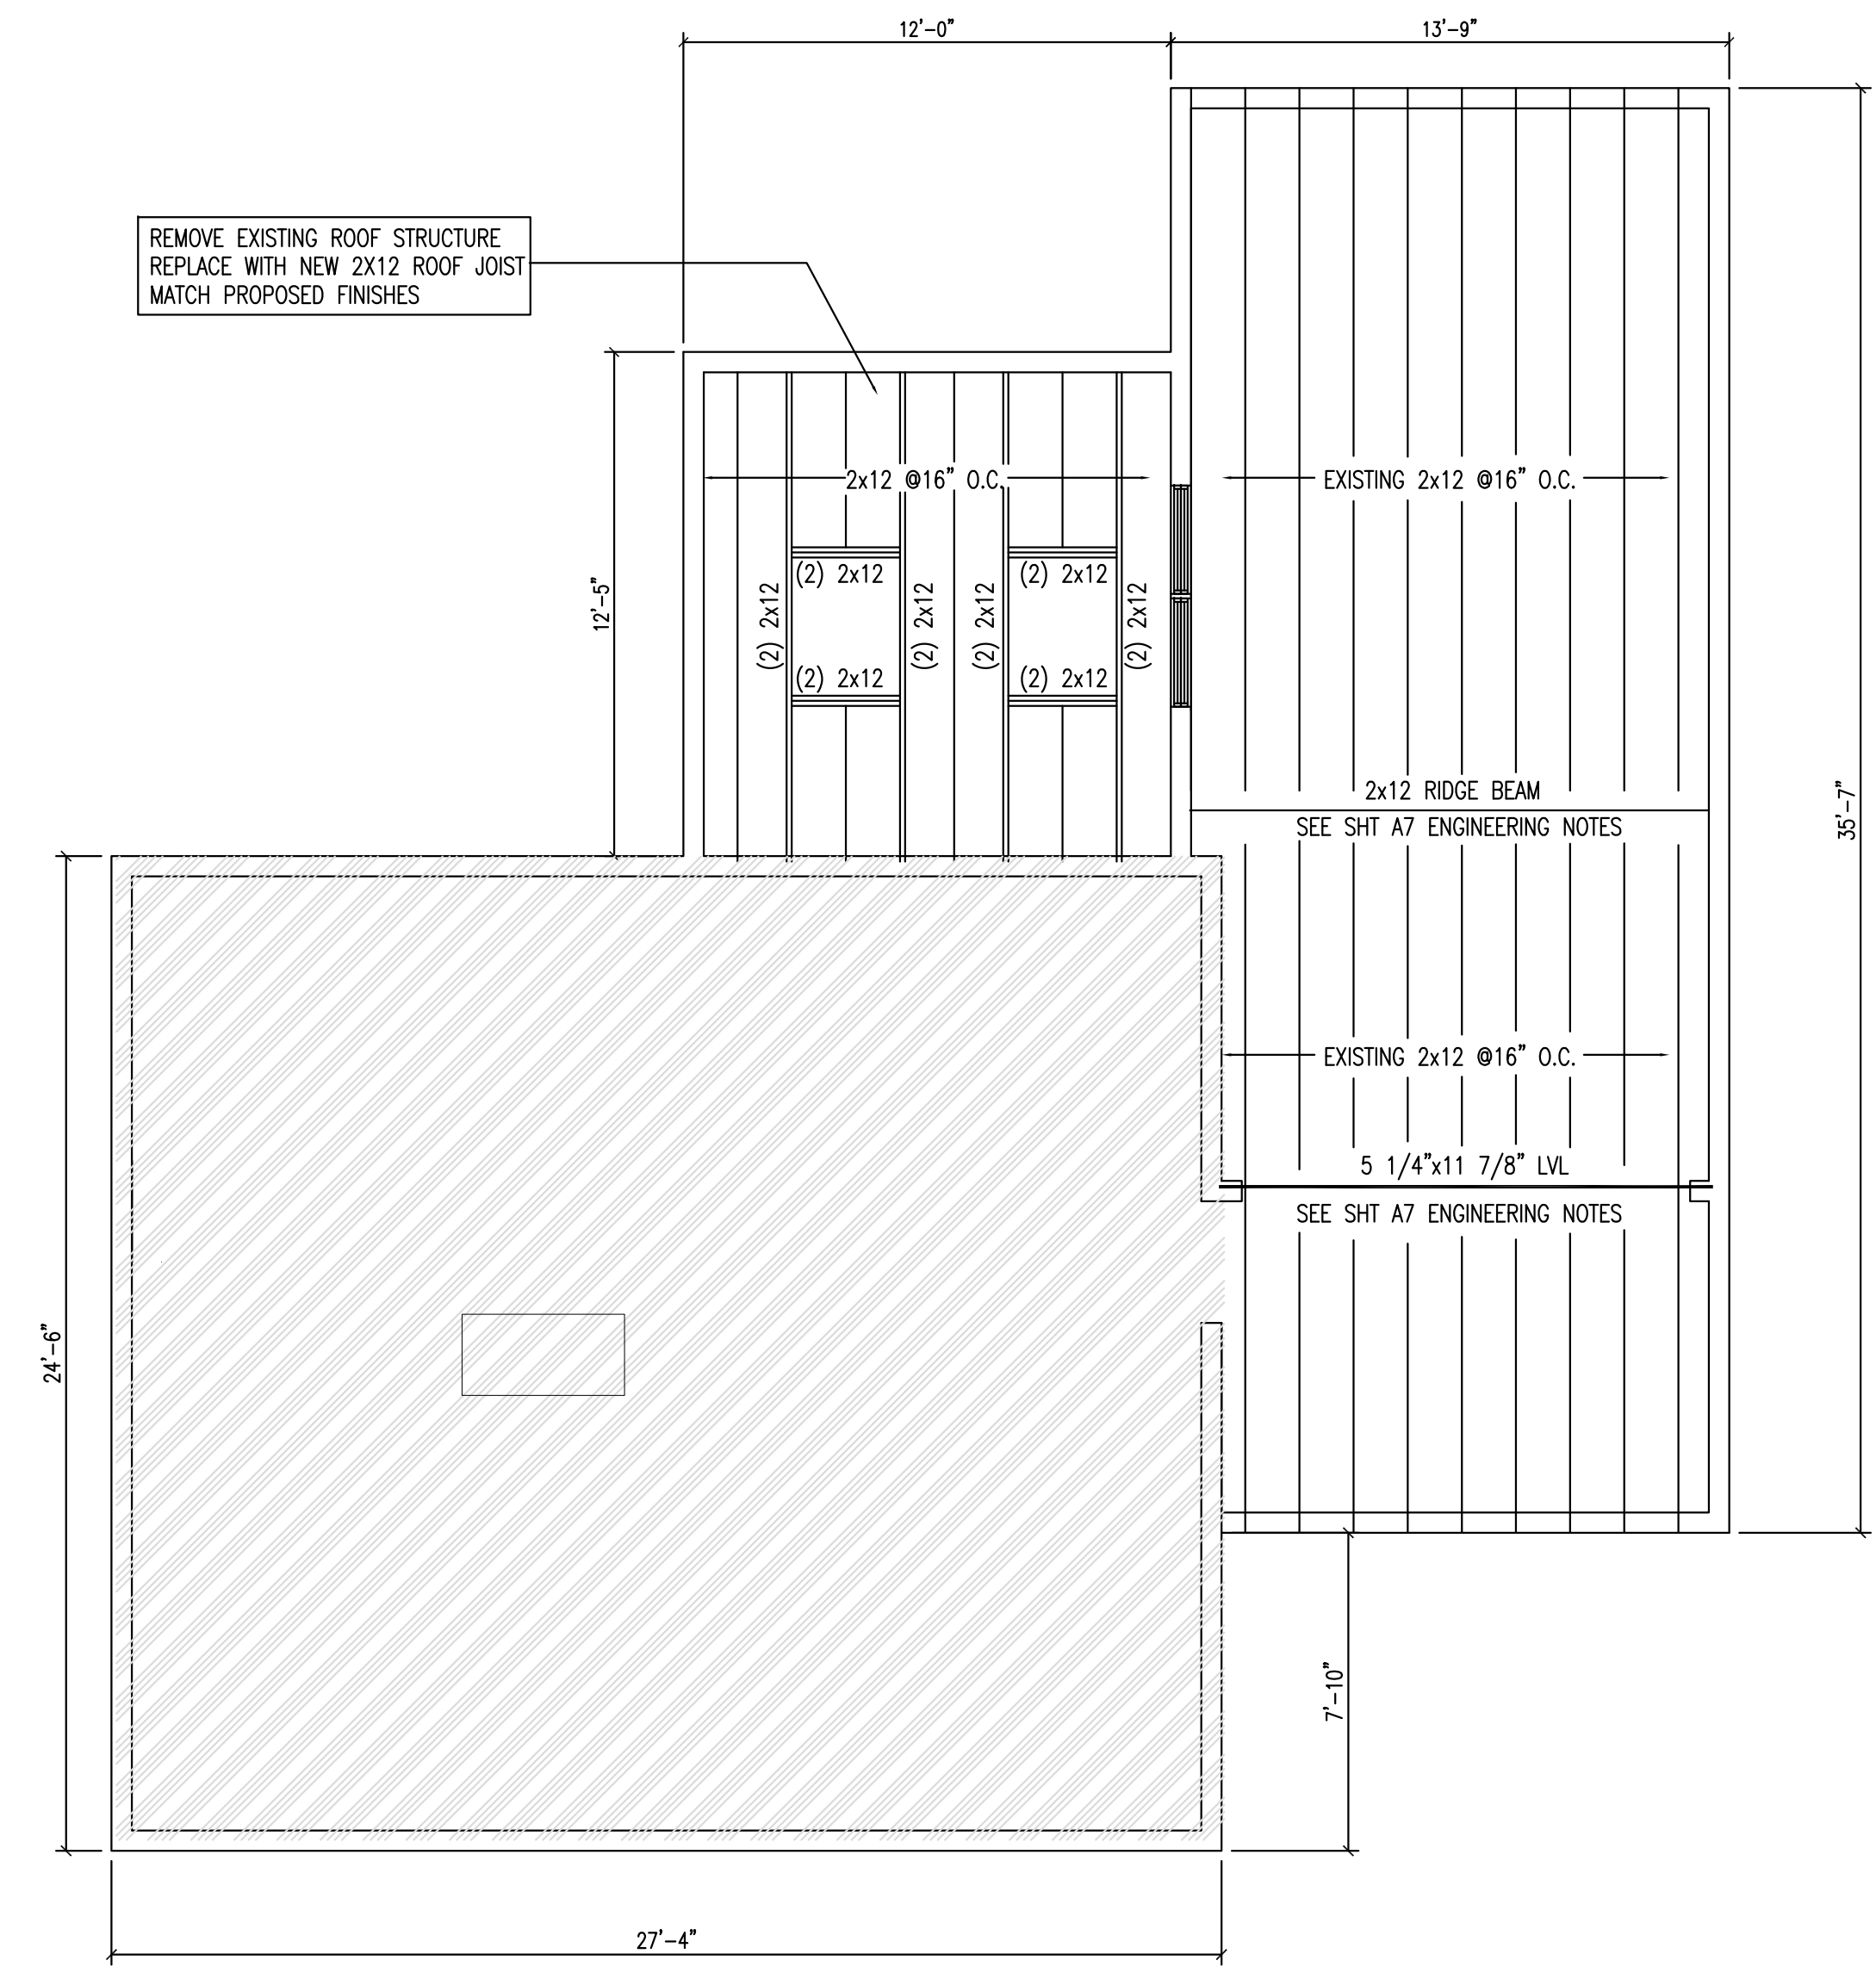 12'-0"
13'-9"
REMOVE EXISTING ROOF STRUCTURE
REPLACE WITH NEW 2X12 ROOF JOIST
MATCH PROPOSED FINISHES
2x12 @16" O.C.
EXISTING 2x12 @16" O.C.
12'-5"
(2) 2x12
(2) 2x12
(2) 2x12
(2) 2x12
(2) 2x12
(2) 2x12
(2) 2x12
(2) 2x12
2x12 RIDGE BEAM
SEE SHT A7 ENGINEERING NOTES
35'-7"
EXISTING 2x12 @16" O.C.
5 1/4"x11 7/8" LVL
SEE SHT A7 ENGINEERING NOTES
24'-6"
7'-10"
27'-4"